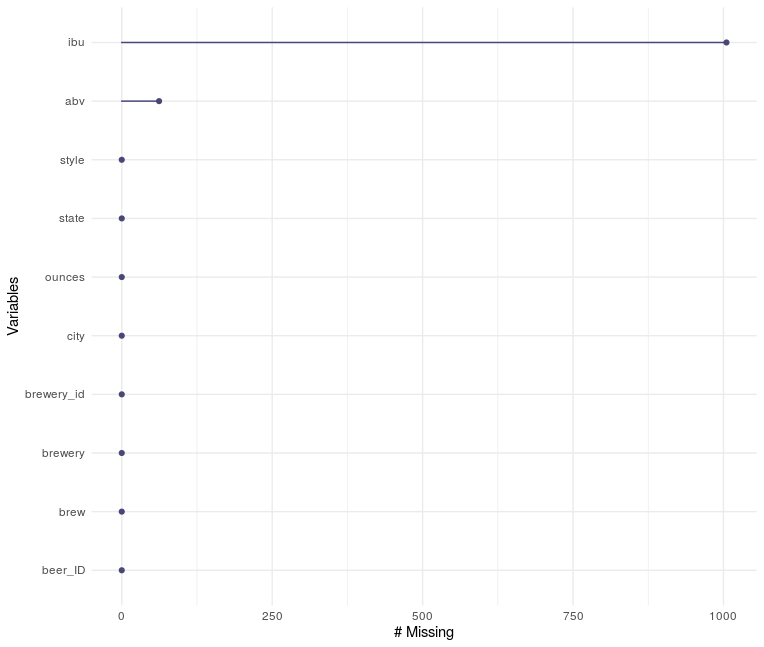 ibu
abv
style
state
ounces
city
brewery_id
brewery
brew
beer_ID
Variables
0 250 500 750 1000
# Missing